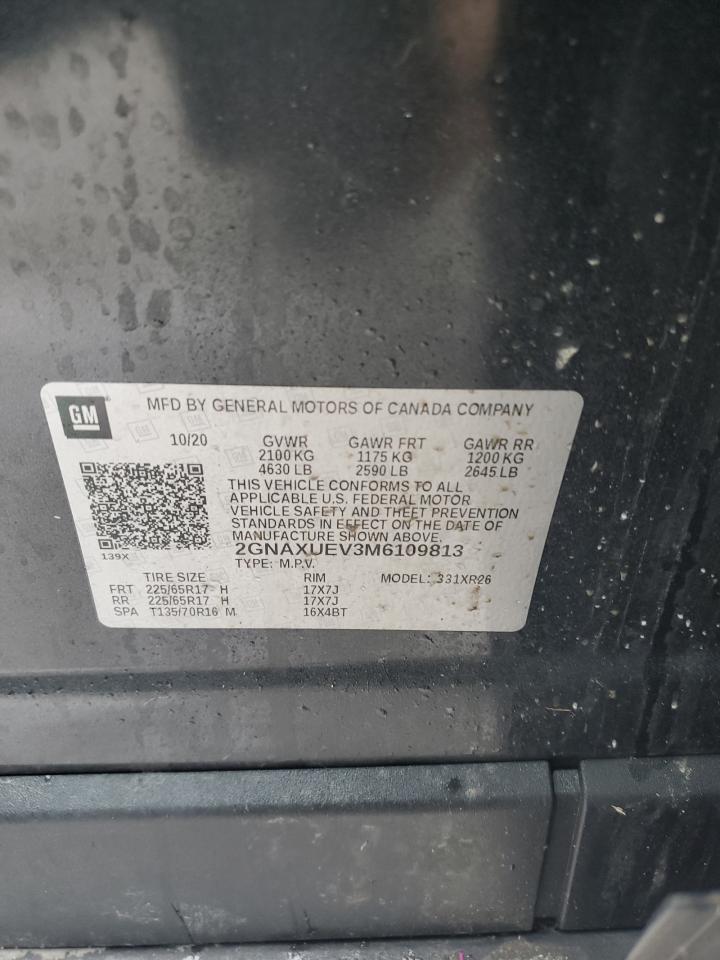 GM MFD BY GENERAL MOTORS OF CANADA COMPANY
10/20 GVWR GAWR FRT GAWR RR
2100 KG 1175 KG 1200 KG
4630 LB 2590 LB 2645 LB
THIS VEHICLE CONFORMS TO ALL
APPLICABLE U.S. FEDERAL MOTOR
VEHICLE SAFETY AND THEFT PREVENTION
STANDARDS IN EFFECT ON THE DATE OF
MANUFACTURE SHOWN ABOVE.
139X 2GNAXUEV3M6109813
TYPE: M.P.V.
TIRE SIZE RIM MODEL: 331XR26
FRT 225/65R17 H 17X7J
RR 225/65R17 H 17X7J
SPA T135/70R16 M 16X4BT